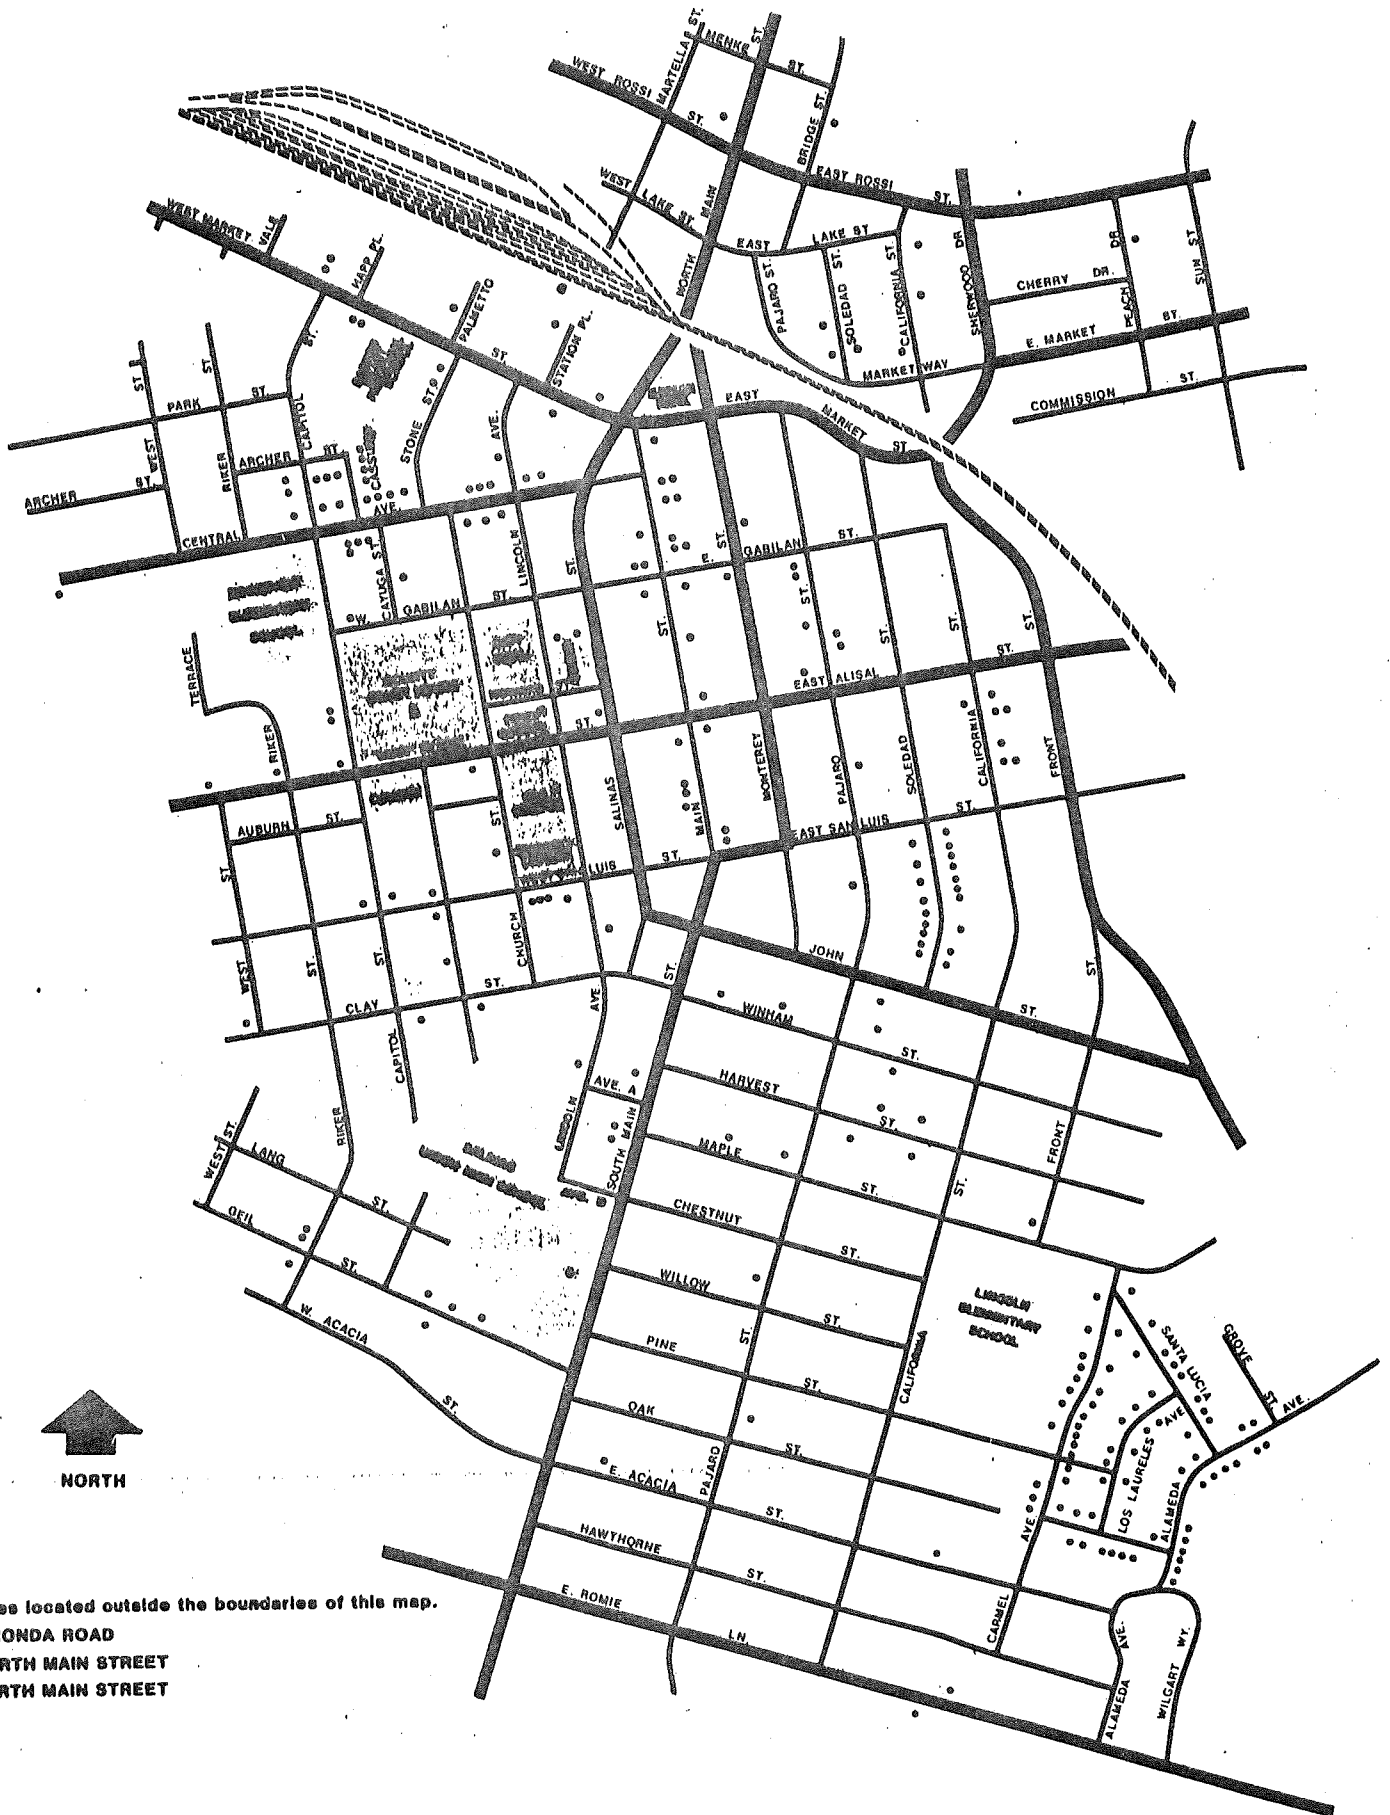 MARTELLA ST.
MENKE ST.
WEST ROSSI ST.
BRIDGE ST.
EAST ROSSI ST.
WEST LAKE ST.
NORTH MAIN ST.
EAST LAKE ST
PAJARO ST.
SOLEDAD ST.
CALIFORNIA ST.
SHERWOOD DR
CHERRY DR.
PEACH DR
SUN ST
E. MARKET ST.
MARKET WAY
COMMISSION ST.
WEST MARKET ST.
VALE
MAPP PL.
PALMETTO
STATION PL.
EAST MARKET ST.
PARK ST.
WEST ST
RIKER ST
CAPITOL ST.
ARCHER ST.
ARCHER ST.
STONE ST
LINCOLN AVE.
CENTRAL AVE.
CAYUGA ST.
W. GABILAN ST.
E. GABILAN ST.
TERRACE
RIKER
EAST ALISAL ST.
ST.
SALINAS ST.
MAIN ST.
MONTEREY ST.
PAJARO ST.
SOLEDAD ST.
CALIFORNIA ST.
FRONT ST.
AUBURN ST.
WEST SAN LUIS ST.
EAST SAN LUIS ST.
WEST ST.
ST.
ST.
CHURCH ST.
CLAY ST.
CAPITOL
RIKER
JOHN ST.
WINHAM ST.
HARVEST ST.
MAPLE ST.
CHESTNUT ST.
WILLOW ST.
PINE ST.
OAK ST.
E. ACACIA ST.
HAWTHORNE ST.
E. ROMIE LN.
LINCOLN AVE.
AVE. A
AVE. B
SOUTH MAIN ST.
SALINAS
UNION HIGH SCHOOL
WEST ST.
LANG ST.
GEIL ST.
W. ACACIA ST.
PAJARO ST.
CALIFORNIA ST.
FRONT ST.
LINCOLN
ELEMENTARY
SCHOOL
SANTA LUCIA
GROVE ST.
AVE.
LOS LAURELES AVE
ALAMEDA
CARMEL AVE
ALAMEDA AVE.
WILGART WY.
NORTH
es located outside the boundaries of this map.
ONDA ROAD
RTH MAIN STREET
RTH MAIN STREET